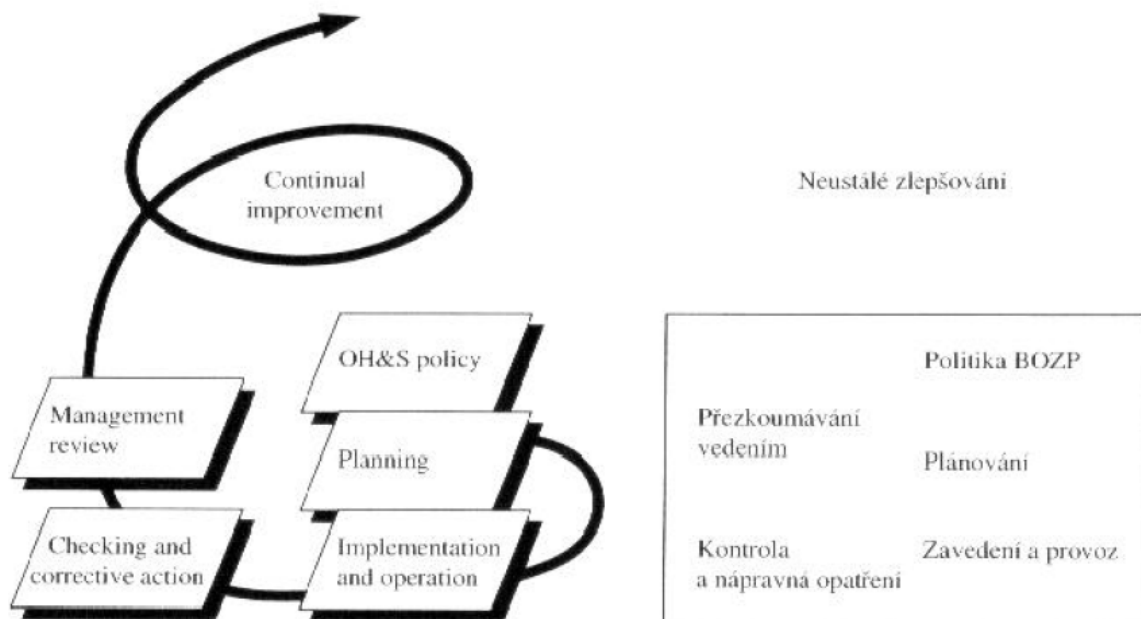 Continual
improvement
OH&S policy
Management
review
Planning
Checking and
corrective action
Implementation
and operation
Neustálé zlepšování
Politika BOZP
Přezkoumávání
vedením
Plánování
Kontrola
a nápravná opatření
Zavedení a provoz